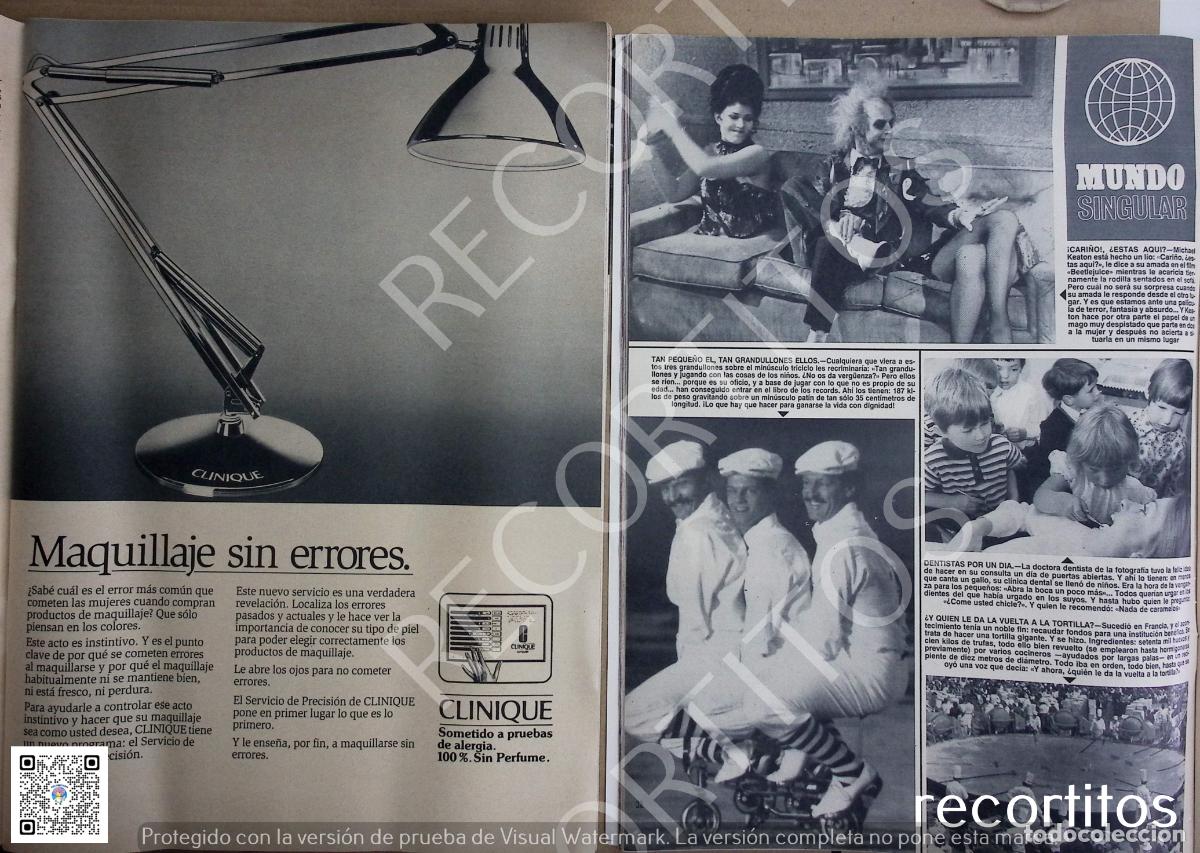 CLINIQUE
Maquillaje sin errores.
¿Sabé cuál es el error más común que
cometen las mujeres cuando compran
productos de maquillaje? Que sólo
piensan en los colores.
Este acto es instintivo. Y es el punto
clave de por qué se cometen errores
al maquillarse y por qué el maquillaje
habitualmente ni se mantiene bien,
ni está fresco, ni perdura.
Para ayudarle a controlar ese acto
instintivo y hacer que su maquillaje
sea como usted desea, CLINIQUE tiene
un nuevo programa: el Servicio de
Este nuevo servicio es una verdadera
revelación. Localiza los errores
pasados y actuales y le hace ver la
importancia de conocer su tipo de piel
para poder elegir correctamente los
productos de maquillaje.
Le abre los ojos para no cometer
errores.
El Servicio de Precisión de CLINIQUE
pone en primer lugar lo que es lo
primero.
Y le enseña, por fin, a maquillarse sin
errores.
CLINIQUE
CLINIQUE
Sometido a pruebas
de alergia.
100%. Sin Perfume.
MUNDO
SINGULAR
¡CARIÑO!, ¿ESTAS AQUI?—Michael
Keaton está hecho un lío: «Cariño, ¿es-
tas aquí?», le dice a su amada en el film
«Beetlejuice» mientras le acaricia tier-
namente la rodilla sentados en el sofá.
Pero cuál no será su sorpresa cuando
su amada le responde desde el otro lu-
gar. Y es que estamos ante una pelícu-
la de terror, fantasía y absurdo... Y Kea-
ton hace por otra parte el papel de un
mago muy despistado que parte en dos
a la mujer y después no acierta a si-
tuarla en un mismo lugar
TAN PEQUEÑO EL, TAN GRANDULLONES ELLOS.—Cualquiera que viera a es-
tos tres grandullones sobre el minúsculo triciclo les recriminaría: «Tan grandu-
llones y jugando con las cosas de los niños. ¿No os da vergüenza?» Pero ellos
se ríen... porque es su oficio, y a base de jugar con lo que no es propio de su
edad... han conseguido entrar en el libro de los records. Ahí los tienen: 187 ki-
los de peso gravitando sobre un minúsculo patín de tan sólo 35 centímetros de
longitud. ¡Lo que hay que hacer para ganarse la vida con dignidad!
DENTISTAS POR UN DIA.—La doctora dentista de la fotografía tuvo la feliz idea
de hacer en su consulta un día de puertas abiertas. Y ahí lo tienen: en menos
que canta un gallo, su clínica dental se llenó de niños. Era la hora de la vengan-
za para los pequeños: «Abra la boca un poco más»... Todos querían urgar en los
dientes del que había urgado en los suyos. Y hasta hubo quien le preguntó:
«¿Come usted chicle?». Y quien le recomendó: «Nada de caramelos»
¿Y QUIEN LE DA LA VUELTA A LA TORTILLA?—Sucedió en Francia, y el acon-
tecimiento tenía un noble fin: recaudar fondos para una institución benéfica. Se
trata de hacer una tortilla gigante. Y se hizo. Ingredientes: setenta mil huevos y
cien kilos de trufas, todo ello bien revuelto (se emplearon hasta hormigoneras
previamente) por varios cocineros —ayudados por largas palas— en un reci-
piente de diez metros de diámetro. Todo iba en orden, todo bien, hasta que se
oyó una voz que decía: «Y ahora, ¿quién le da la vuelta a la tortilla?»
RECORTITOS
RECORTITOS
recortitos
todocoleccion
Protegido con la versión de prueba de Visual Watermark. La versión completa no pone esta marca.